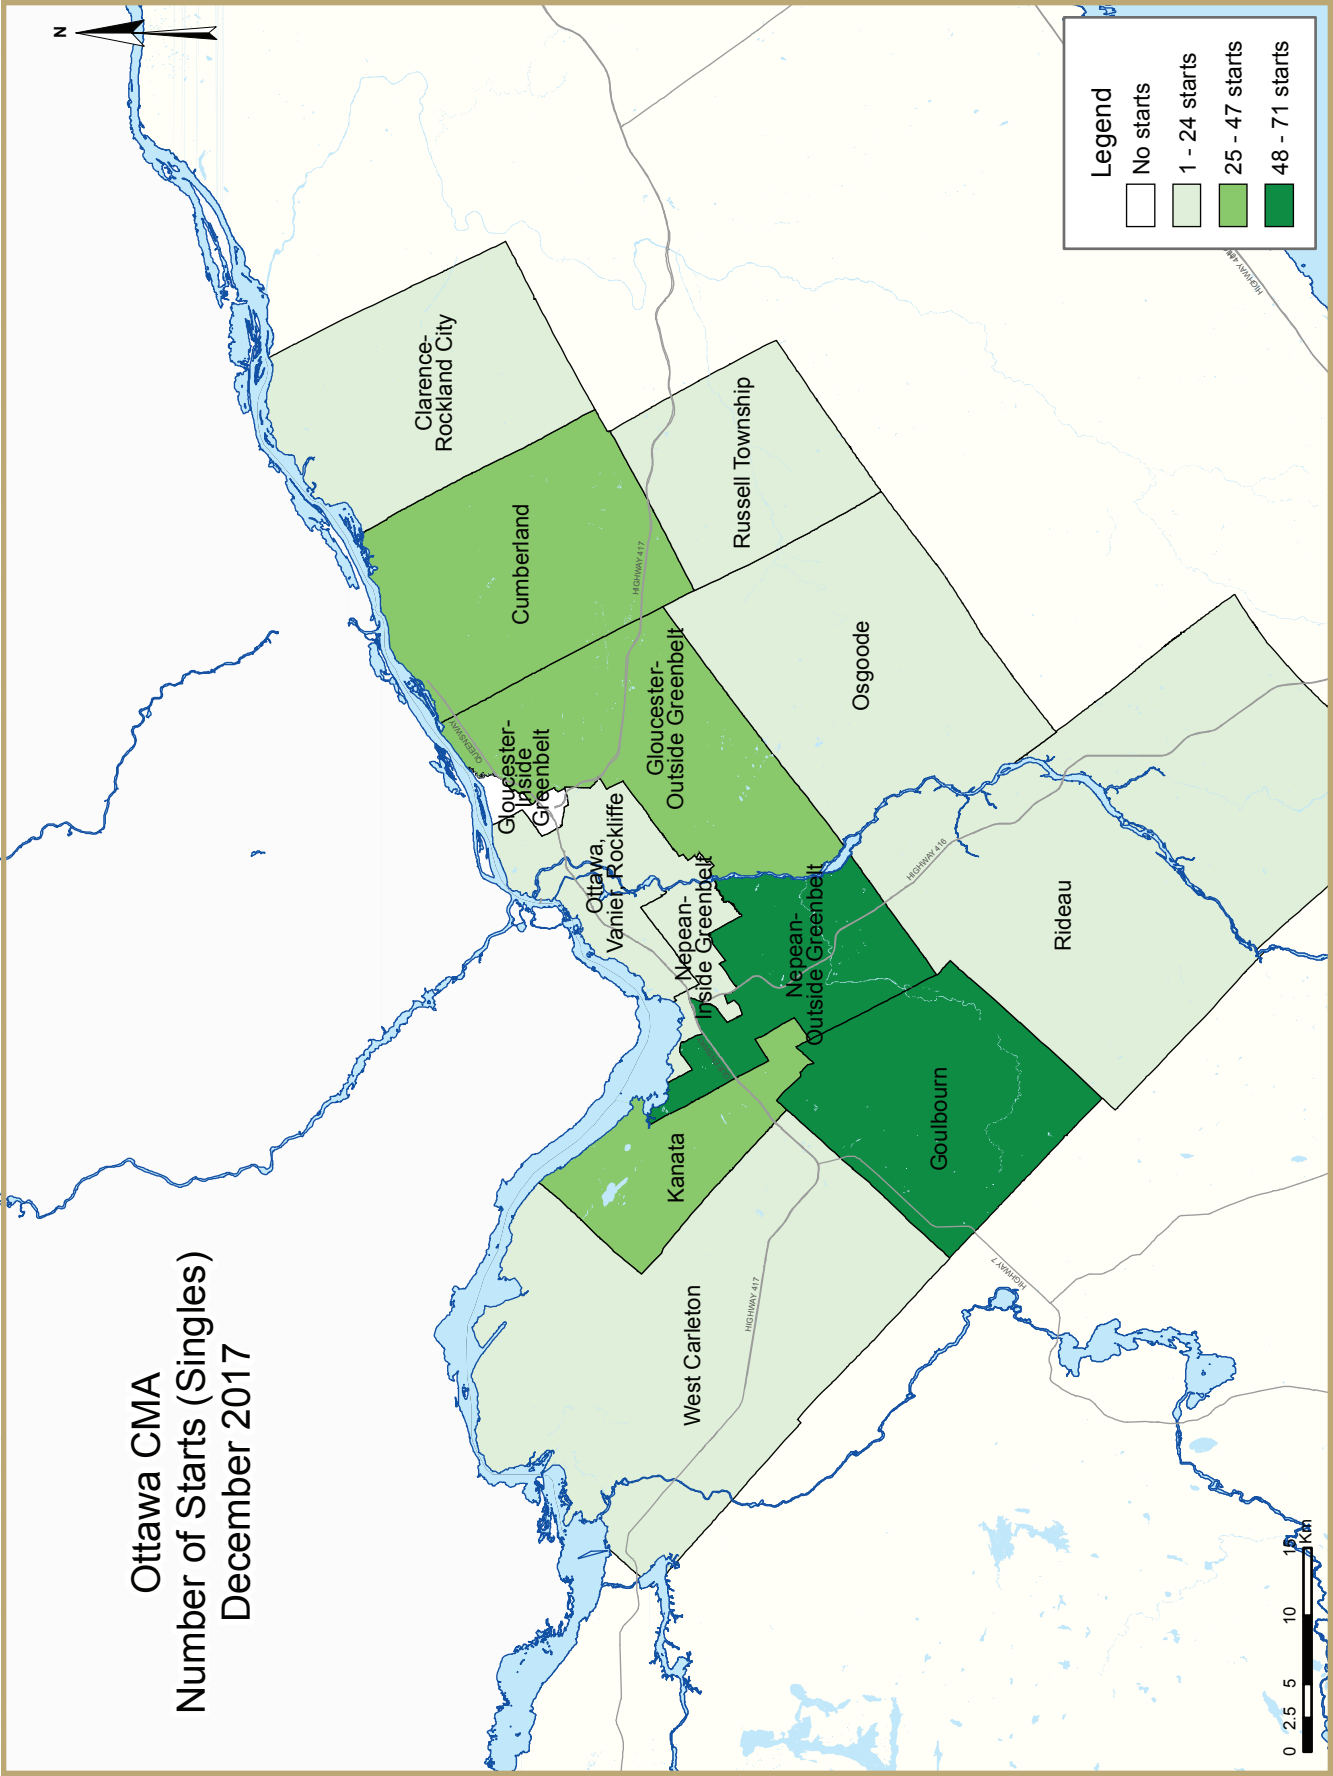 Ottawa CMA
Number of Starts (Singles)
December 2017
N
Legend
No starts
1 - 24 starts
25 - 47 starts
48 - 71 starts
Clarence-
Rockland City
Cumberland
Russell Township
HIGHWAY 417
QUEENSWAY
Gloucester-
Inside
Greenbelt
Gloucester-
Outside Greenbelt
Osgoode
Ottawa,
Vanier, Rockliffe
Nepean-
Inside Greenbelt
Nepean-
Outside Greenbelt
HIGHWAY 416
Rideau
Kanata
Goulbourn
West Carleton
HIGHWAY 417
HIGHWAY 7
0 2.5 5 10 15
Km